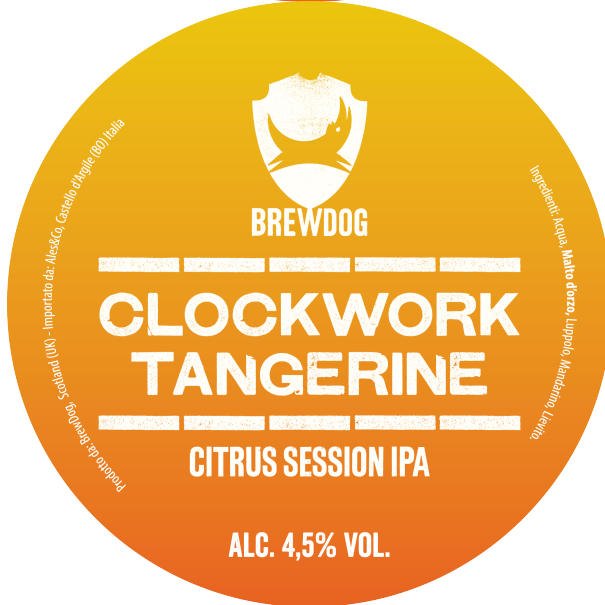 BREWDOG
CLOCKWORK
TANGERINE
CITRUS SESSION IPA
ALC. 4,5% VOL.
Prodotto da: BrewDog, Scotland (UK) - Importato da: Ales&Co, Castello d'Argile (BO) Italia
Ingredienti: Acqua, Malto d'orzo, Luppolo, Mandarino, Lievito.